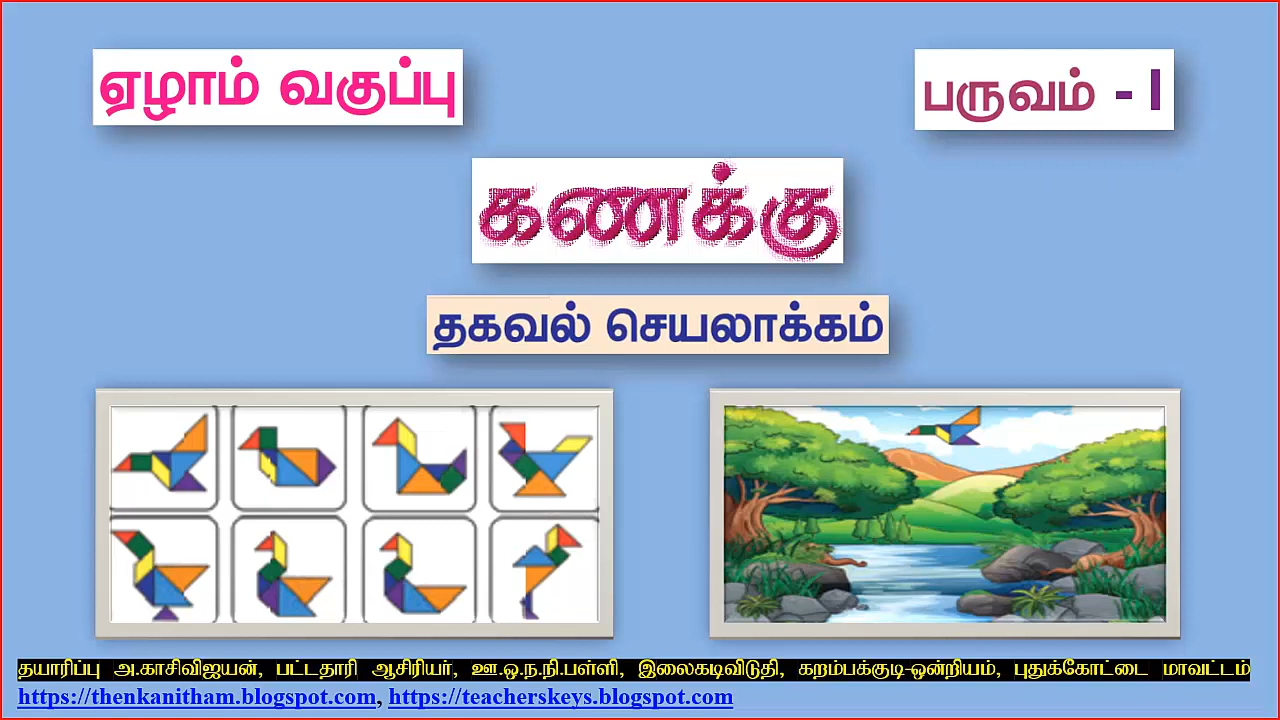 ஏழாம் வகுப்பு
பருவம் - I
கணக்கு
தகவல் செயலாக்கம்
தயாரிப்பு அ.காசிவிஜயன், பட்டதாரி ஆசிரியர், ஊ.ஒ.ந.நி.பள்ளி, இலைகடிவிடுதி, கறம்பக்குடி-ஒன்றியம், புதுக்கோட்டை மாவட்டம்
https://thenkanitham.blogspot.com, https://teacherskeys.blogspot.com